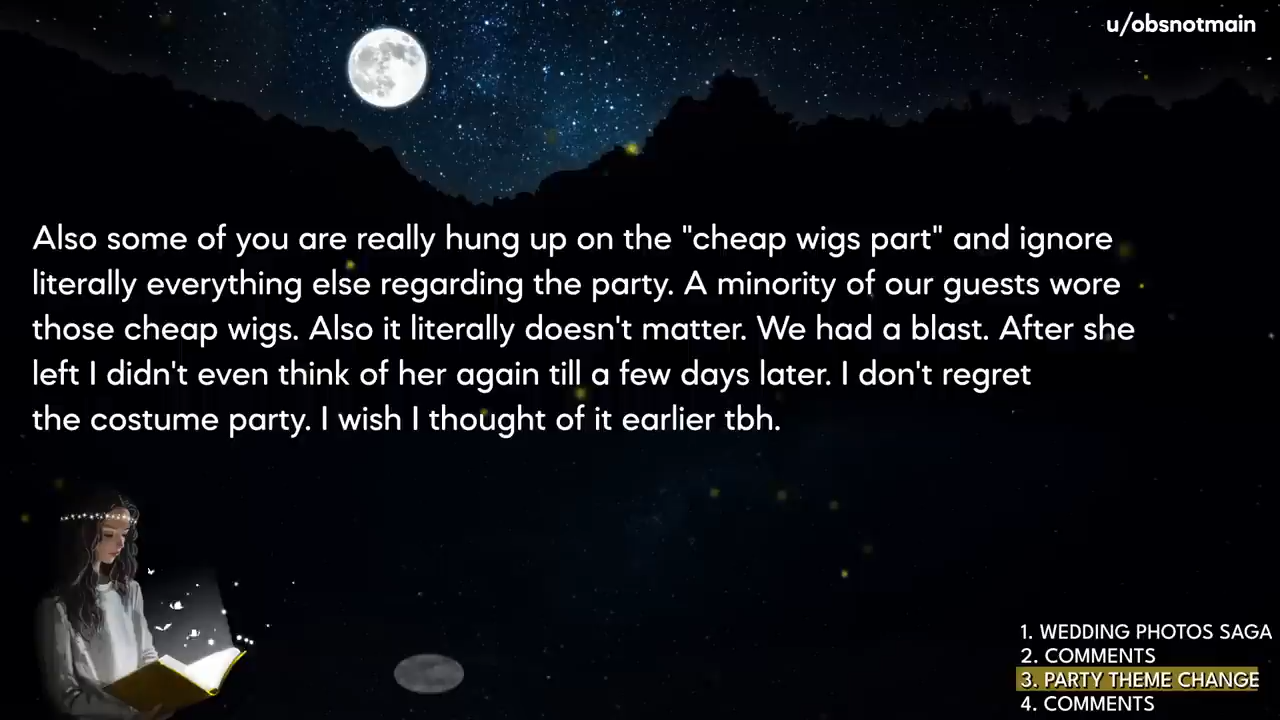 u/obsnotmain
Also some of you are really hung up on the "cheap wigs part" and ignore
literally everything else regarding the party. A minority of our guests wore
those cheap wigs. Also it literally doesn't matter. We had a blast. After she
left I didn't even think of her again till a few days later. I don't regret
the costume party. I wish I thought of it earlier tbh.
1. WEDDING PHOTOS SAGA
2. COMMENTS
3. PARTY THEME CHANGE
4. COMMENTS